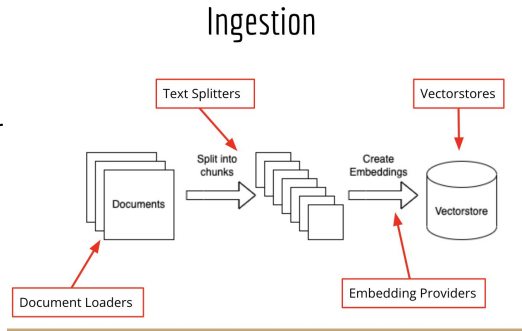 Ingestion
Text Splitters
Vectorstores
Split into
chunks
Create
Embeddings
Documents
Vectorstore
Document Loaders
Embedding Providers